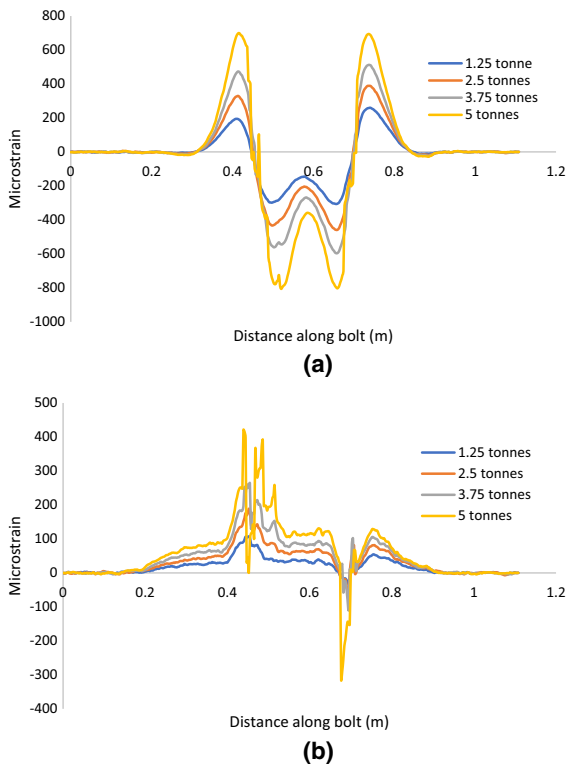 800
600
400
200
0
-200
-400
-600
-800
-1000
Microstrain
0 0.2 0.4 0.6 0.8 1 1.2
1.25 tonne
2.5 tonnes
3.75 tonnes
5 tonnes
Distance along bolt (m)
(a)
500
400
300
200
100
0
-100
-200
-300
-400
Microstrain
0 0.2 0.4 0.6 0.8 1 1.2
1.25 tonnes
2.5 tonnes
3.75 tonnes
5 tonnes
Distance along bolt (m)
(b)